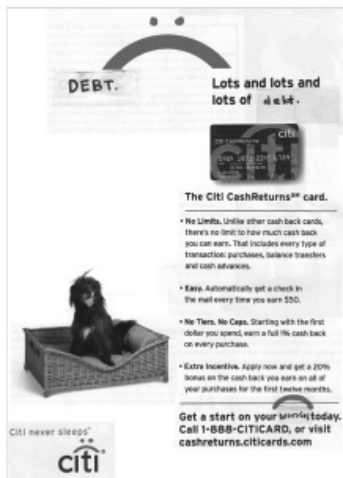 DEBT.
Lots and lots and
lots of debt.
citi
The Citi CashReturns℠ card.
• No Limits. Unlike other cash back cards,
there's no limit to how much cash back
you can earn. That includes every type of
transaction: purchases, balance transfers
and cash advances.
• Easy. Automatically get a check in
the mail every time you earn $50.
• No Tiers. No Caps. Starting with the first
dollar you spend, earn a full 1% cash back
on every purchase.
• Extra Incentive. Apply now and get a 20%
bonus on the cash back you earn on all of
your purchases for the first twelve months.
Get a start on your today.
Call 1-888-CITICARD, or visit
cashreturns.citicards.com
Citi never sleeps℠
citi